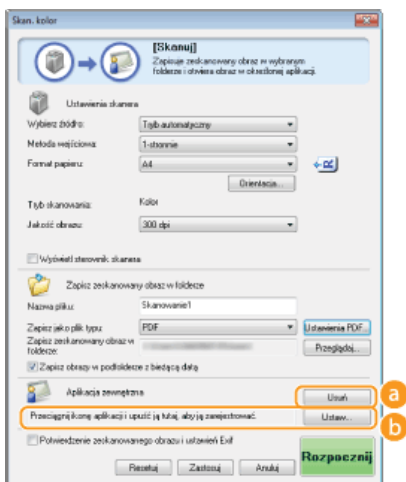 Skan. kolor
[Skanuj]
Zapisuje zeskanowany obraz w wybranym
folderze i otwiera obraz w określonej aplikacji.
Ustawienia skanera
Wybierz źródło: Tryb automatyczny
Metoda wejściowa: 1-stronnie
Format papieru: A4
Orientacja...
Tryb skanowania: Kolor
Jakość obrazu: 300 dpi
Wyświetl sterownik skanera
Zapisz zeskanowany obraz w folderze
Nazwa pliku: Skanowanie1
Zapisz jako plik typu: PDF Ustawienia PDF...
Zapisz zeskanowany obraz w
folderze: Przeglądaj...
Zapisz obrazy w podfolderze z bieżącą datą
Aplikacja zewnętrzna Usuń a
Przeciągnij ikonę aplikacji i upuść ją tutaj, aby ją zarejestrować. Ustaw... b
Potwierdzenie zeskanowanego obrazu i ustawień Exif
Resetuj Zastosuj Anuluj Rozpocznij